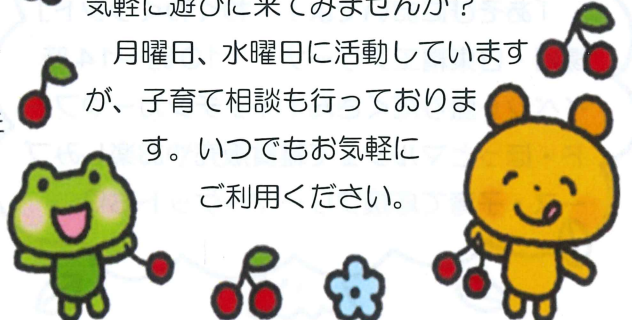 気軽に遊びに来てみませんか？
月曜日、水曜日に活動しています
が、子育て相談も行っておりま
す。いつでもお気軽に
ご利用ください。